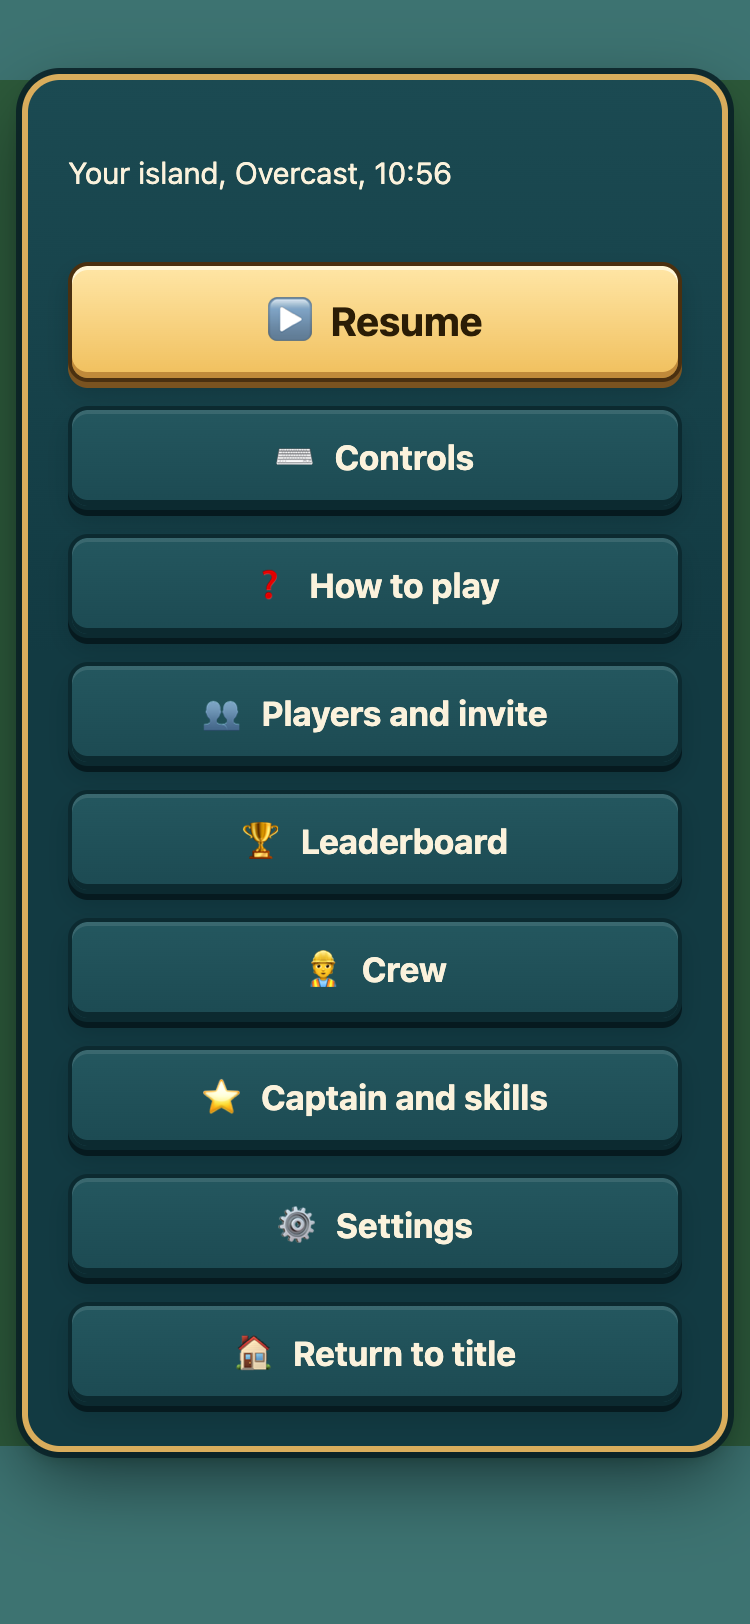 Your island, Overcast, 10:56
Resume
Controls
How to play
Players and invite
Leaderboard
Crew
Captain and skills
Settings
Return to title